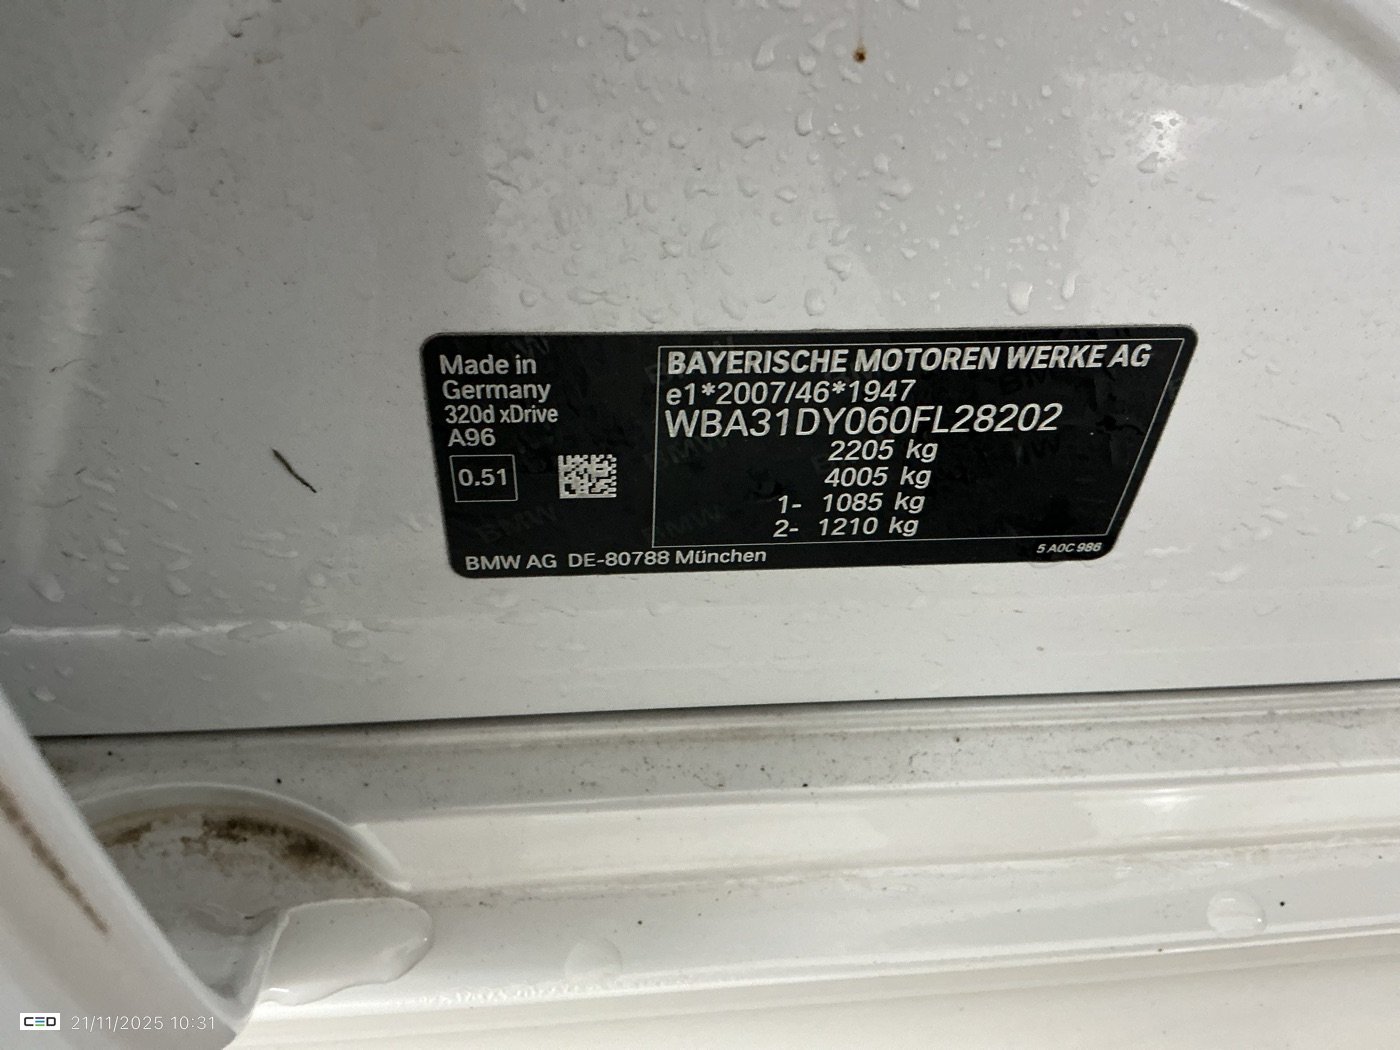 Made in
Germany
320d xDrive
A96
0.51
BMW AG DE-80788 München
BAYERISCHE MOTOREN WERKE AG
e1*2007/46*1947
WBA31DY060FL28202
2205 kg
4005 kg
1- 1085 kg
2- 1210 kg
5 A0C 986
CED 21/11/2025 10:31